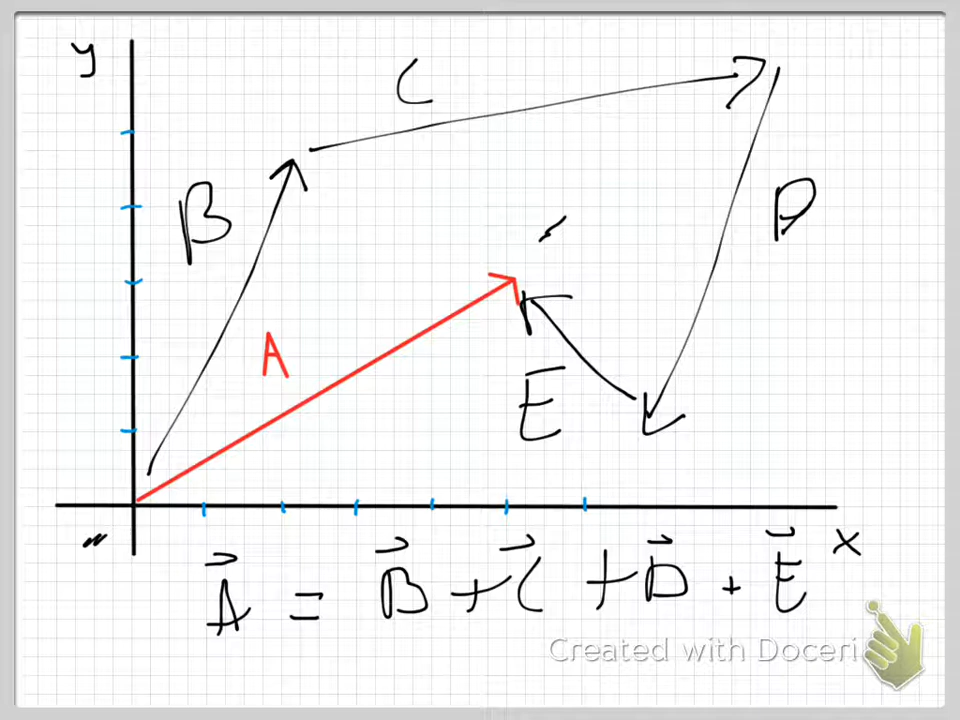 y
C
B
D
A
E
x
A⃗ = B⃗ + C⃗ + D⃗ + E⃗
Created with Doceri